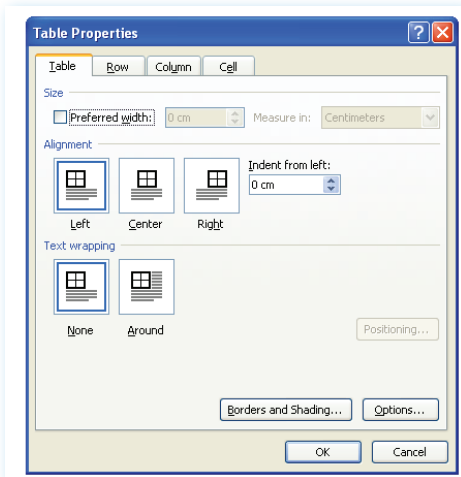 Table Properties
Table Row Column Cell
Size
Preferred width: 0 cm Measure in: Centimeters
Alignment
Indent from left:
0 cm
Left Center Right
Text wrapping
None Around
Positioning...
Borders and Shading... Options...
OK Cancel